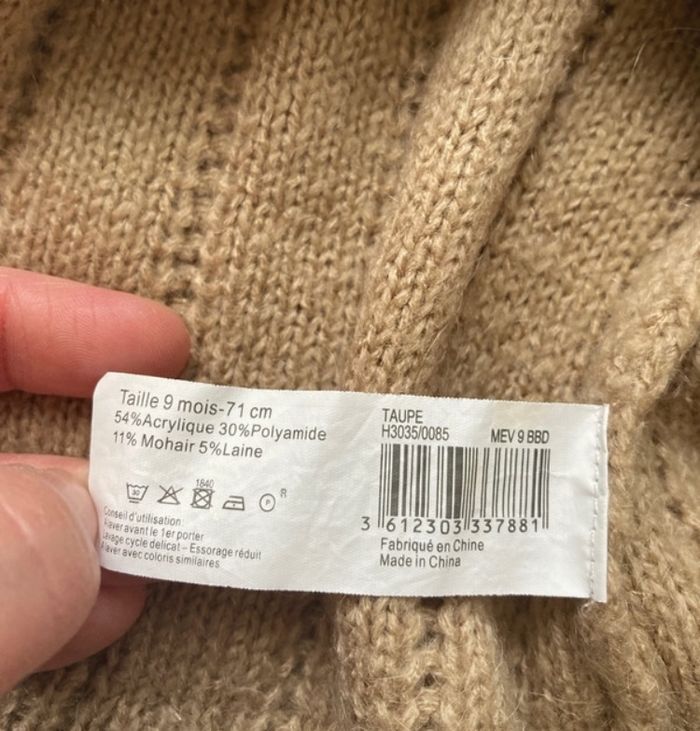 Taille 9 mois-71 cm
54%Acrylique 30%Polyamide
11% Mohair 5%Laine
30
1840
P
R
Conseil d'utilisation
laver avant le 1er porter
Lavage cycle delicat – Essorage réduit
laver avec coloris similaires
TAUPE
H3035/0085 MEV 9 BBD
3 612303 337881
Fabriqué en Chine
Made in China